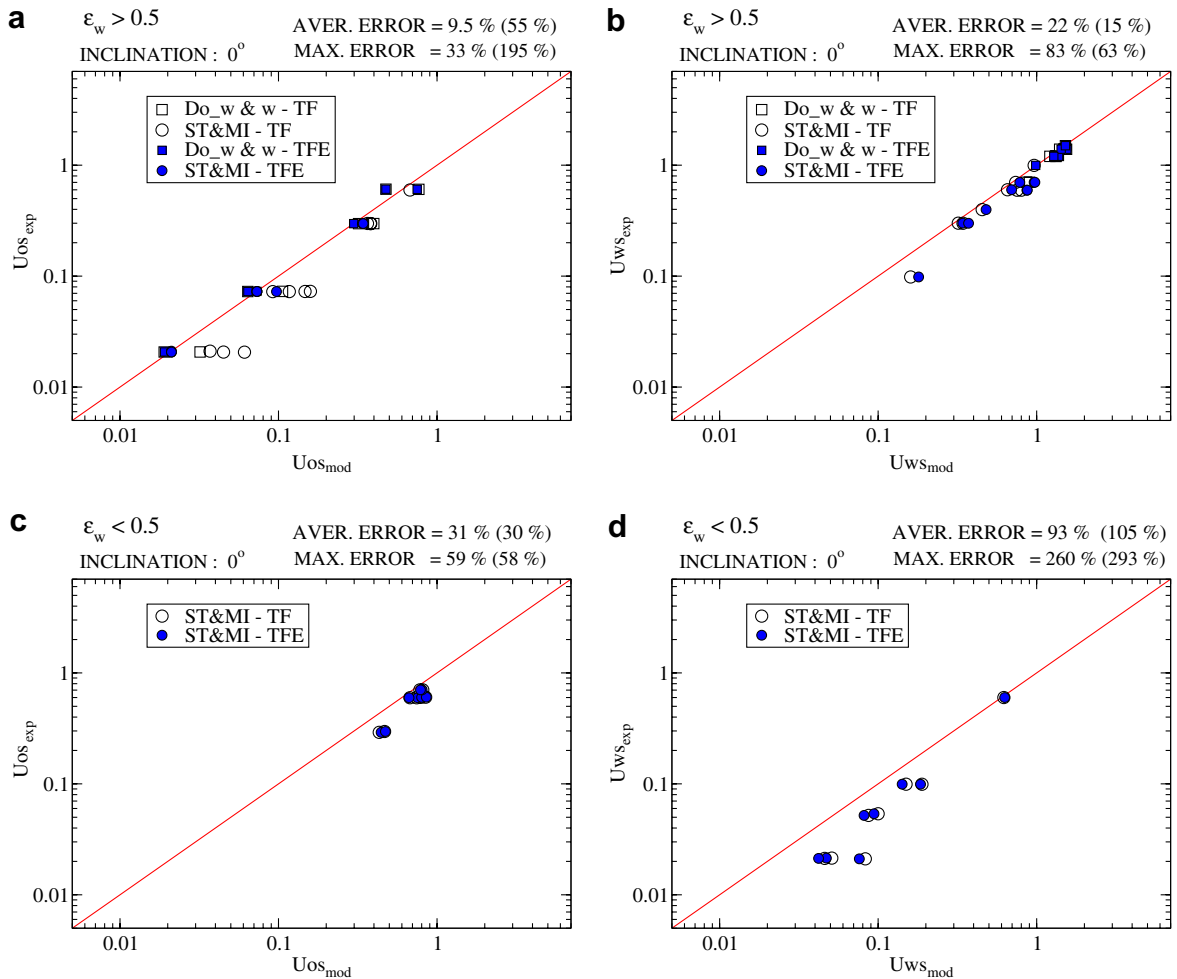 a
ε_w > 0.5
AVER. ERROR = 9.5 % (55 %)
INCLINATION : 0°
MAX. ERROR = 33 % (195 %)
Do_w & w - TF
ST&MI - TF
Do_w & w - TFE
ST&MI - TFE
1
0.1
0.01
Uos_exp
0.01 0.1 1
Uos_mod
b
ε_w > 0.5
AVER. ERROR = 22 % (15 %)
INCLINATION : 0°
MAX. ERROR = 83 % (63 %)
Do_w & w - TF
ST&MI - TF
Do_w & w - TFE
ST&MI - TFE
1
0.1
0.01
Uws_exp
0.01 0.1 1
Uws_mod
c
ε_w < 0.5
AVER. ERROR = 31 % (30 %)
INCLINATION : 0°
MAX. ERROR = 59 % (58 %)
ST&MI - TF
ST&MI - TFE
1
0.1
0.01
Uos_exp
0.01 0.1 1
Uos_mod
d
ε_w < 0.5
AVER. ERROR = 93 % (105 %)
INCLINATION : 0°
MAX. ERROR = 260 % (293 %)
ST&MI - TF
ST&MI - TFE
1
0.1
0.01
Uws_exp
0.01 0.1 1
Uws_mod